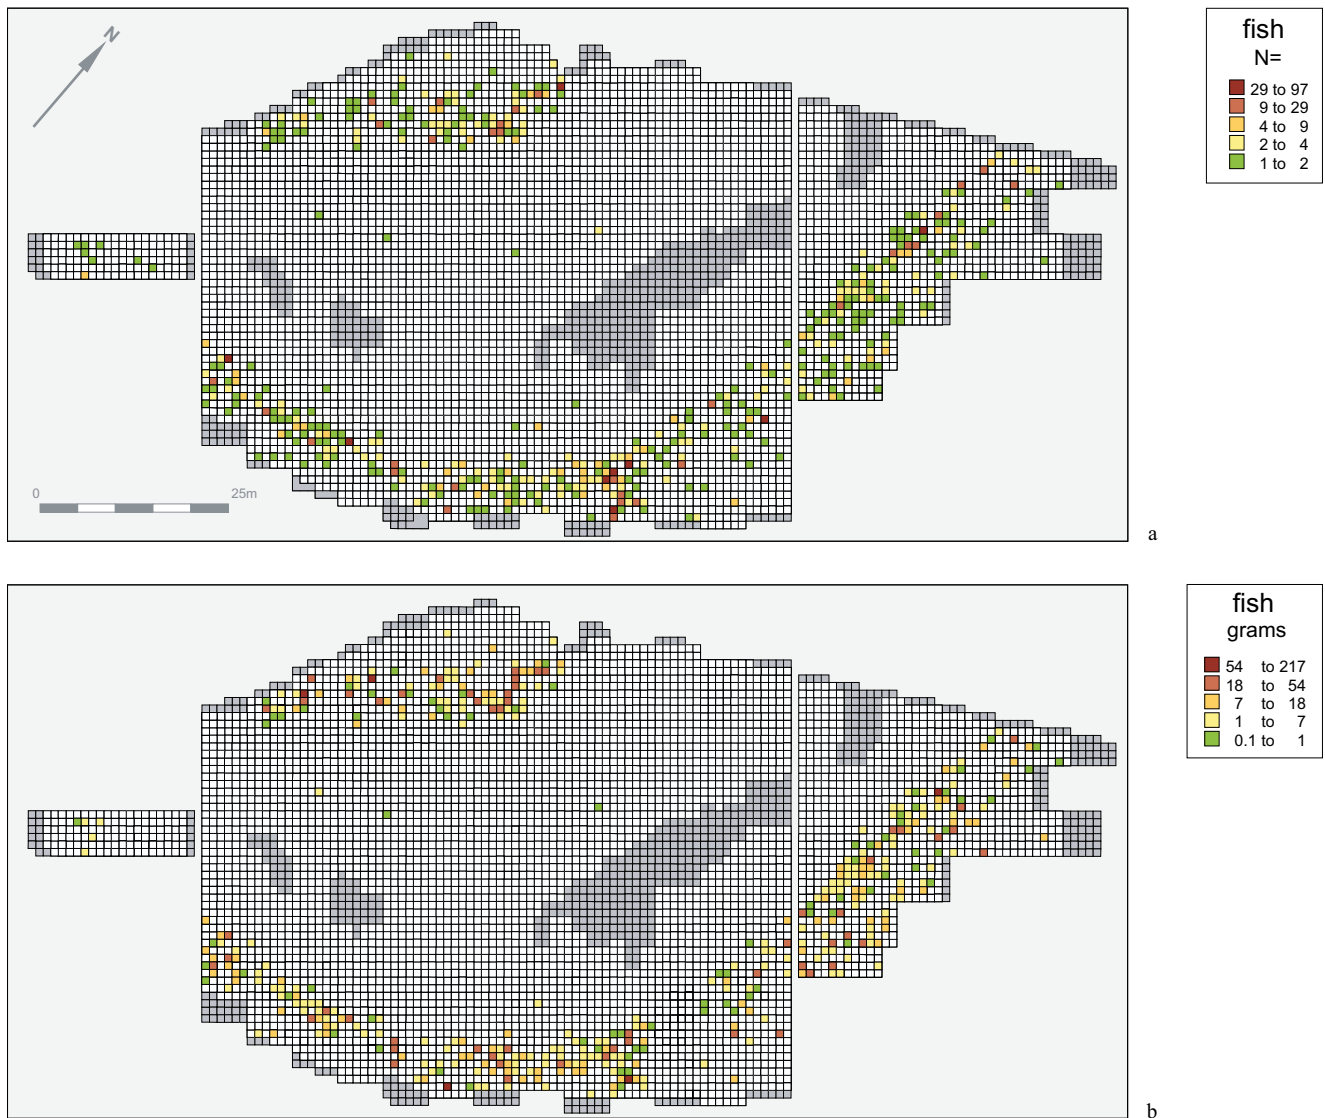 N
fish
N=
29 to 97
9 to 29
4 to 9
2 to 4
1 to 2
0 25m
a
fish
grams
54 to 217
18 to 54
7 to 18
1 to 7
0.1 to 1
b